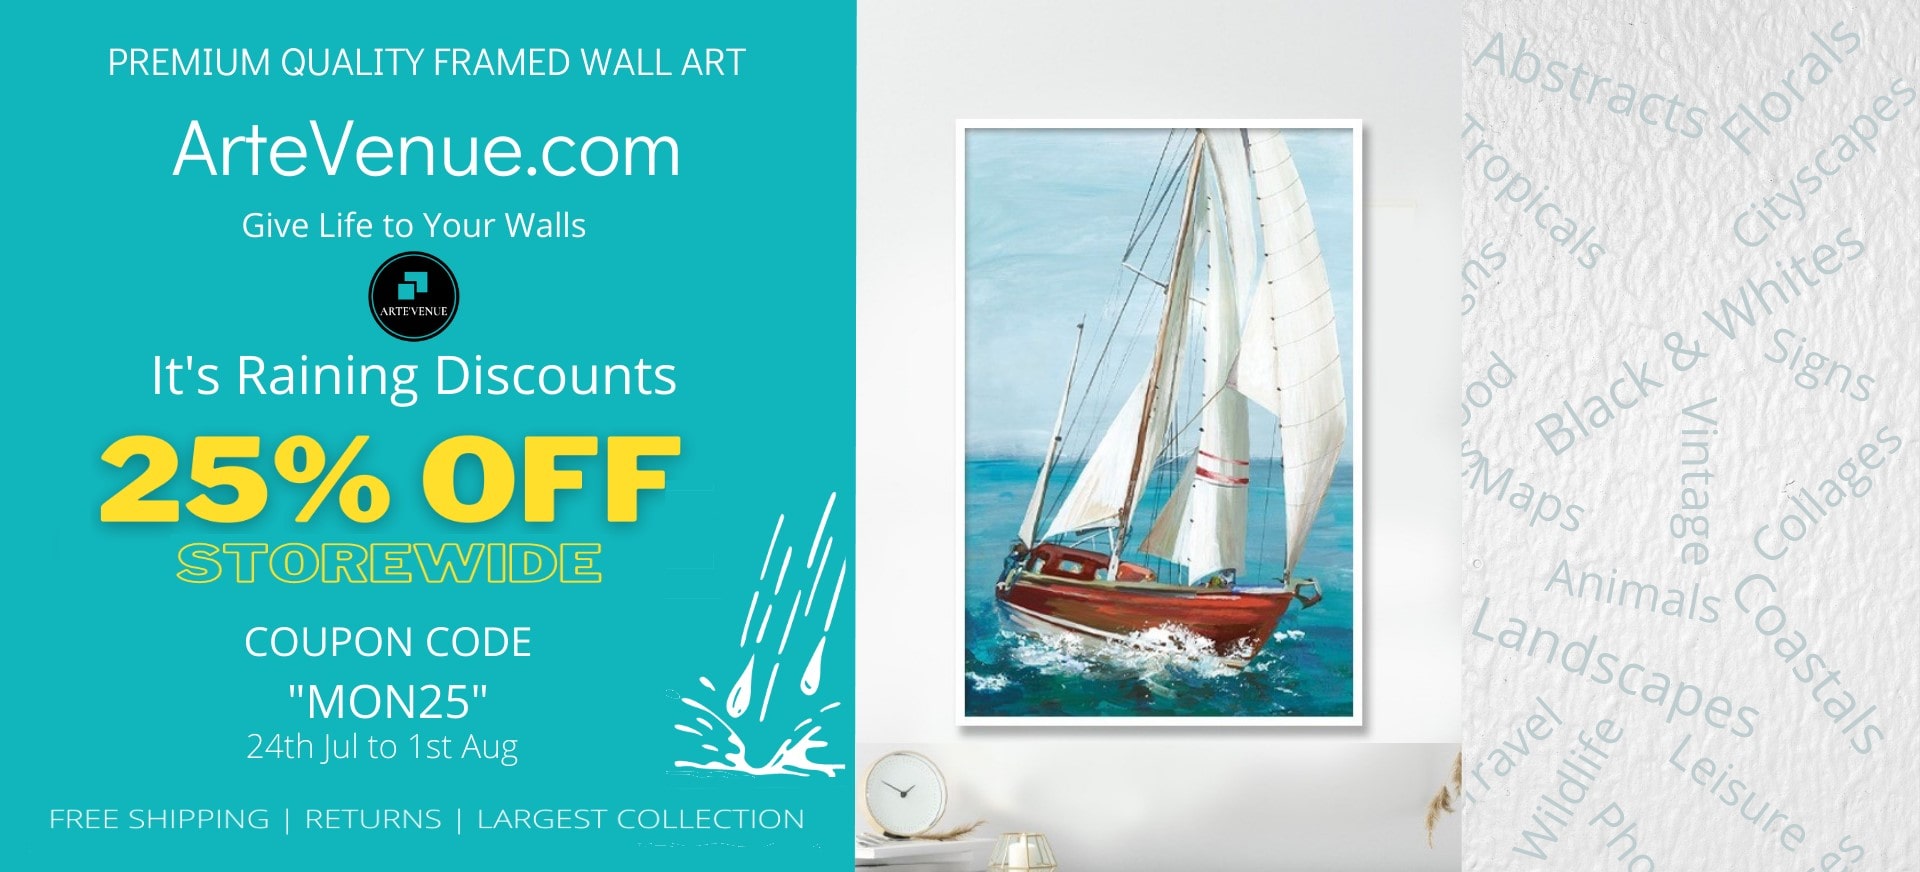 PREMIUM QUALITY FRAMED WALL ART
ArteVenue.com
Give Life to Your Walls
ARTE'VENUE
It's Raining Discounts
25% OFF
STOREWIDE
COUPON CODE
"MON25"
24th Jul to 1st Aug
FREE SHIPPING | RETURNS | LARGEST COLLECTION
Abstracts
Florals
Tropicals
Cityscapes
Black & Whites
Signs
Vintage
Maps
Collages
Animals
Coastals
Landscapes
Travel
Wildlife
Leisure